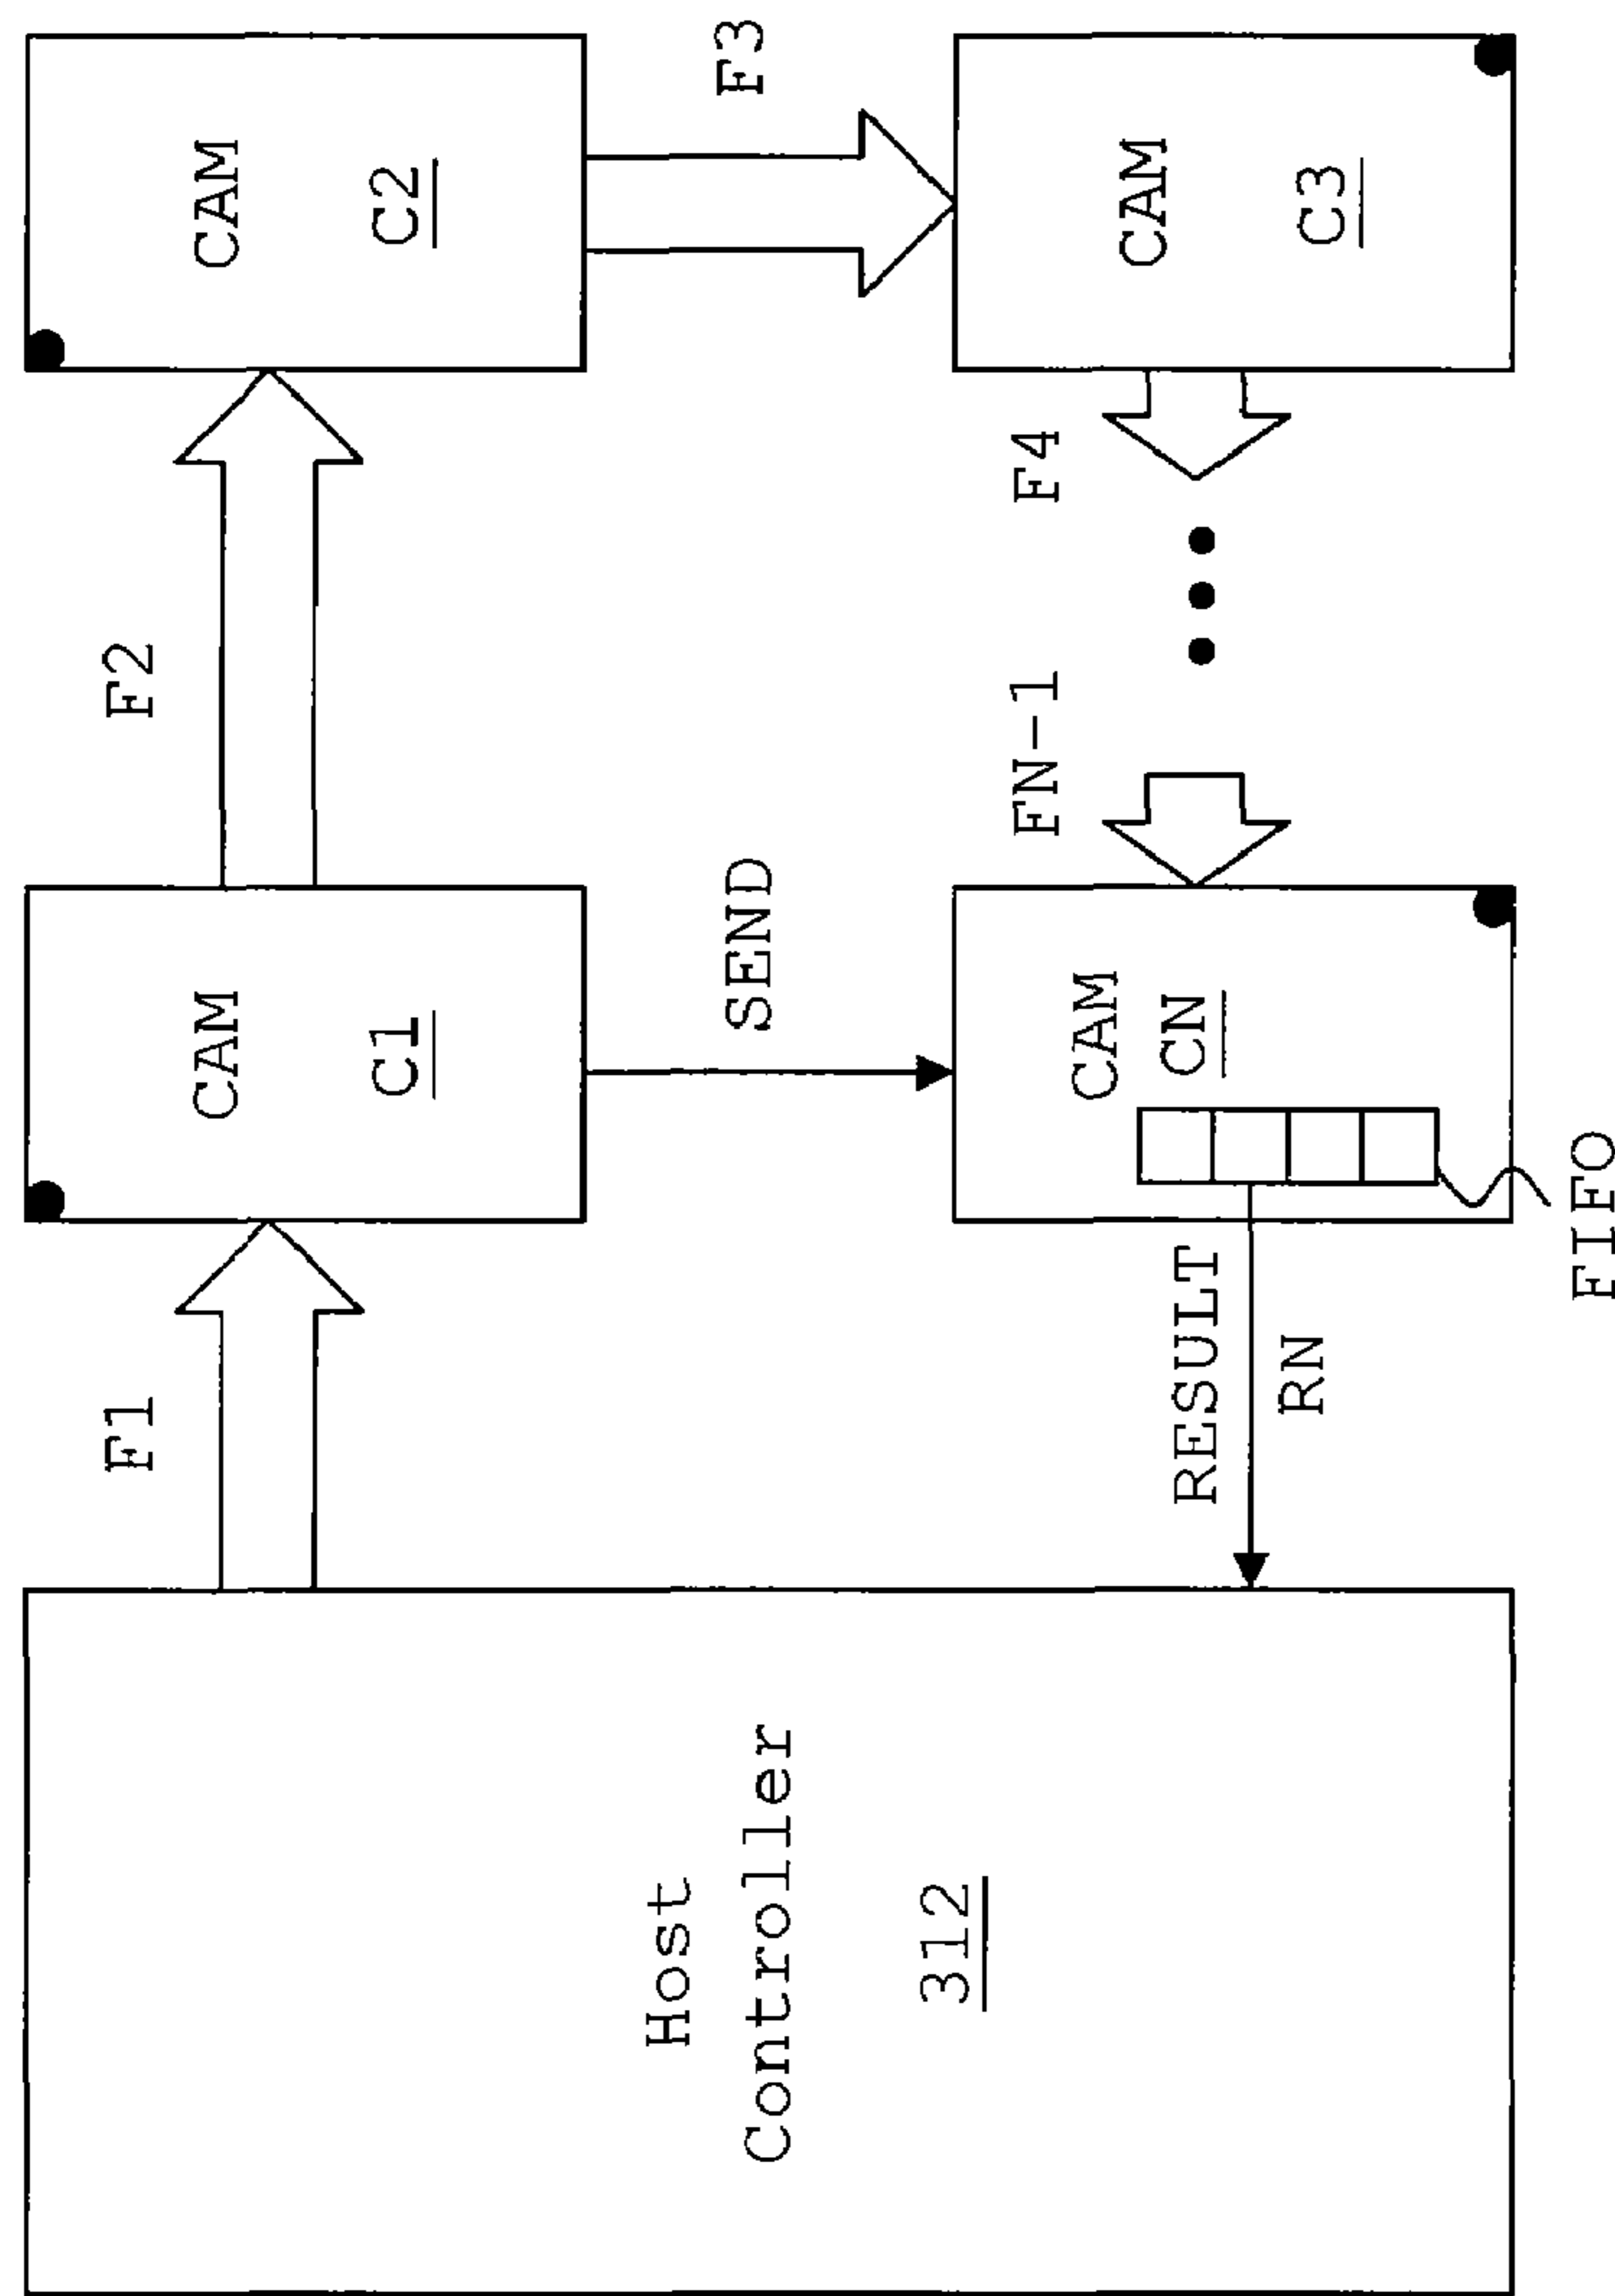 F1
F2
CAM
C1
CAM
C2
Host
Controller
312
SEND
F3
RESULT
RN
CAM
CN
FN-1
F4
CAM
C3
FIFO